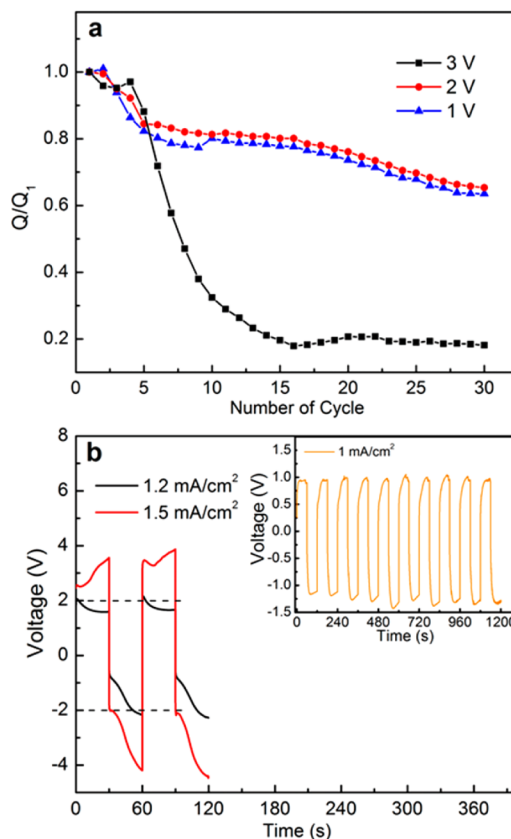 a
3 V
2 V
1 V
1.0
0.8
0.6
0.4
0.2
Q/Q₁
0 5 10 15 20 25 30
Number of Cycle
b
1.2 mA/cm²
1.5 mA/cm²
8
6
4
2
0
-2
-4
Voltage (V)
0 60 120 180 240 300 360
Time (s)
1 mA/cm²
1.5
1.0
0.5
0.0
-0.5
-1.0
-1.5
Voltage (V)
0 240 480 720 960 1200
Time (s)